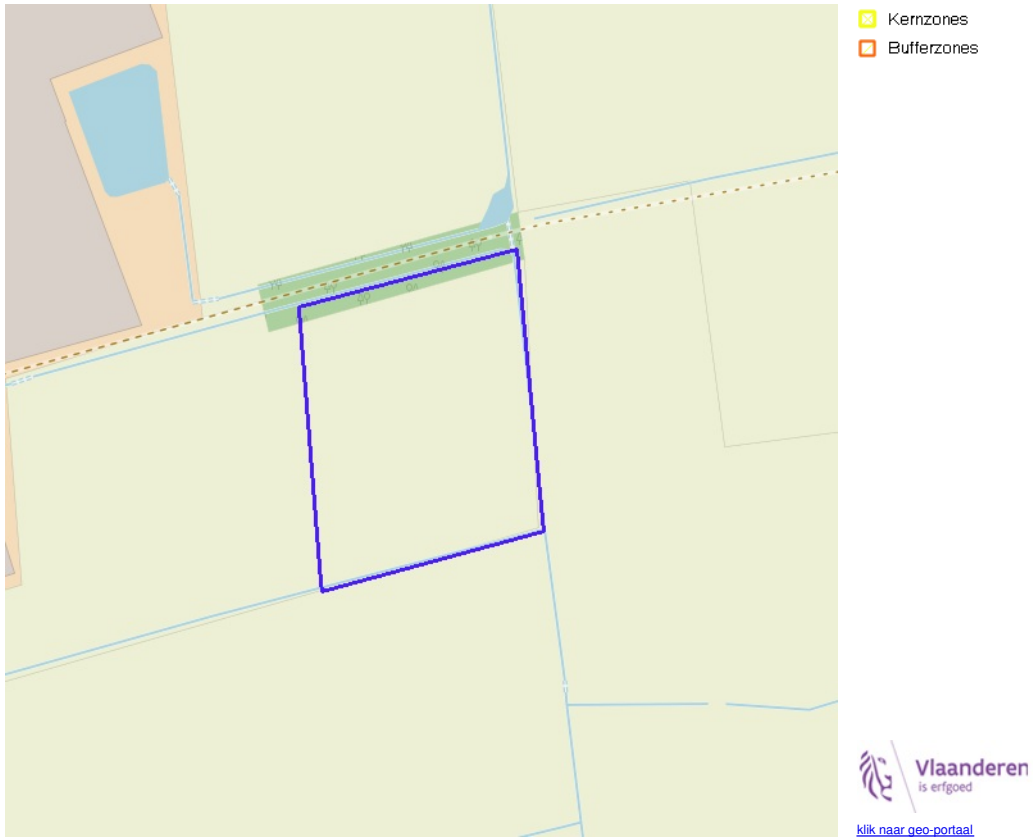 Kernzones
Bufferzones
Vlaanderen
is erfgoed
klik naar geo-portaal